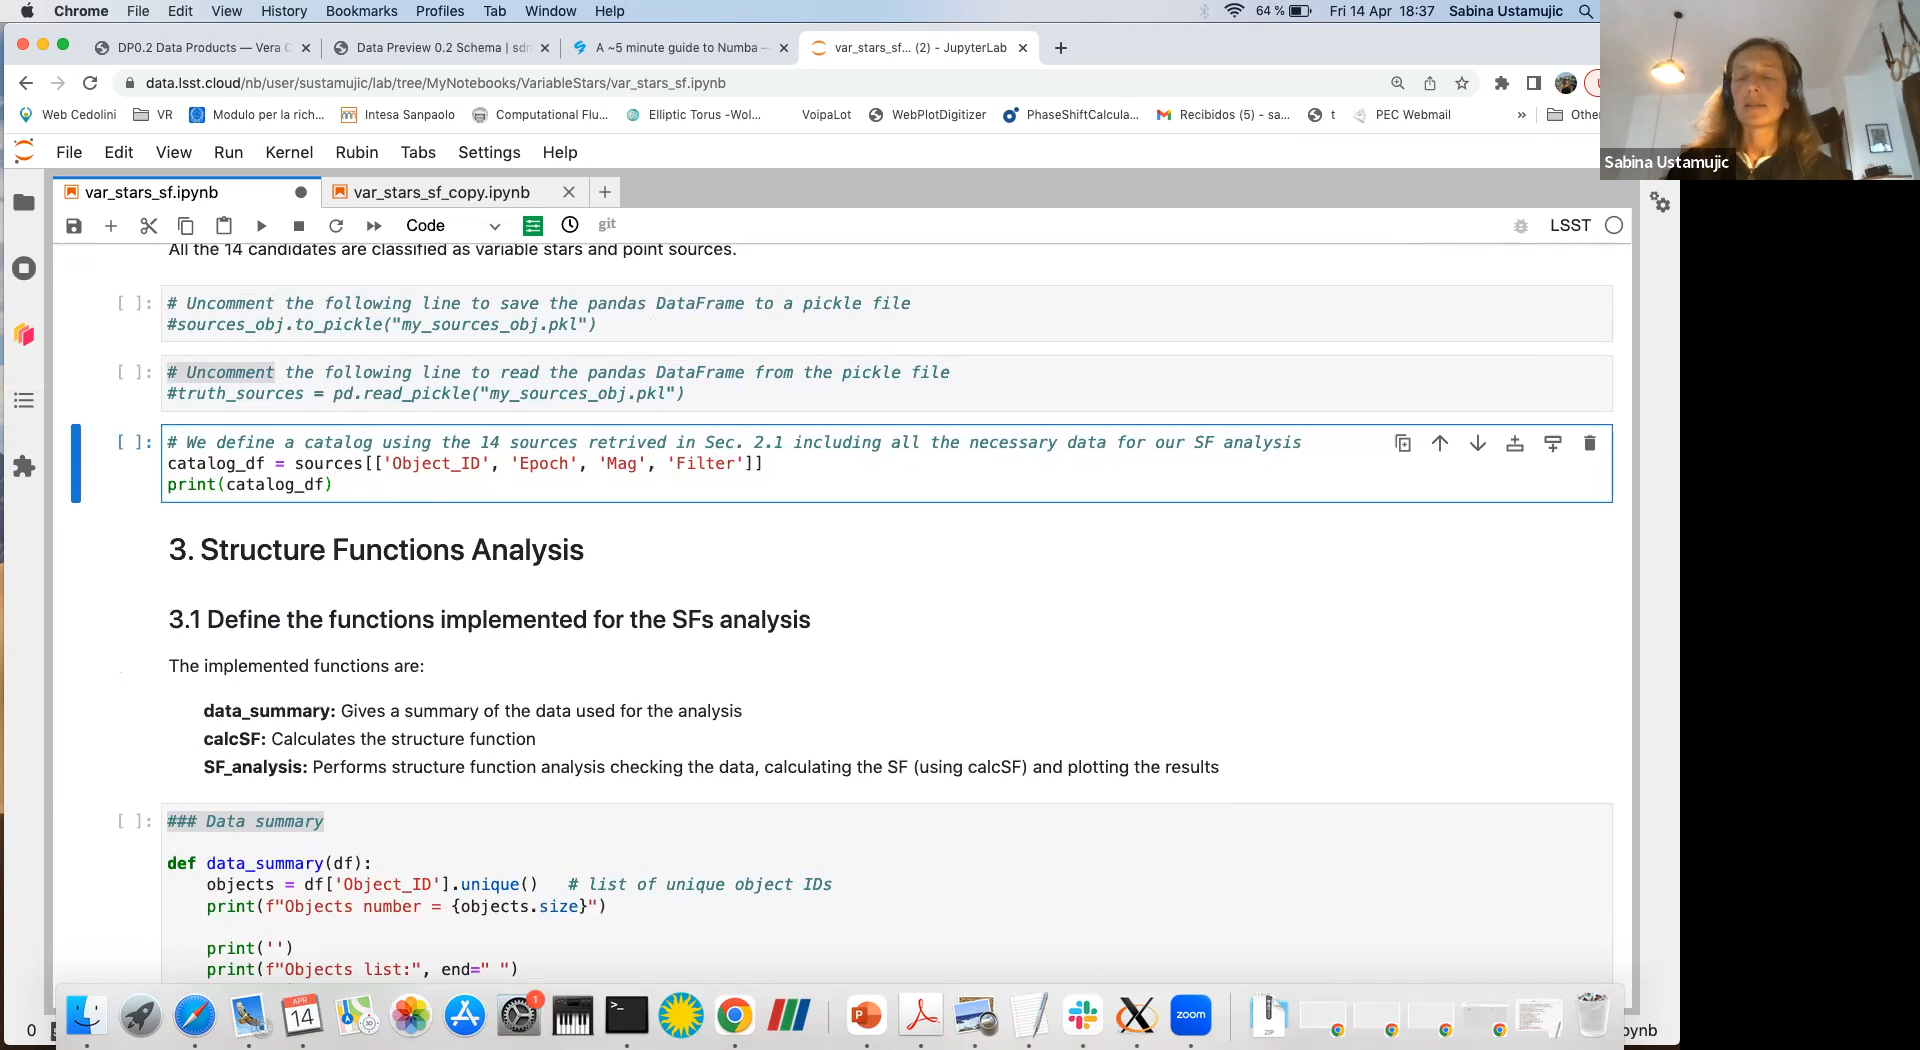 Chrome File Edit View History Bookmarks Profiles Tab Window Help 64 % Fri 14 Apr 18:37 Sabina Ustamujic
DP0.2 Data Products — Vera C Data Preview 0.2 Schema | sdm A ~5 minute guide to Numba — var_stars_sf... (2) - JupyterLab
data.lsst.cloud/nb/user/sustamujic/lab/tree/MyNotebooks/VariableStars/var_stars_sf.ipynb
Web Cedolini VR Modulo per la rich... Intesa Sanpaolo Computational Flu... Elliptic Torus -Wol... VoipaLot WebPlotDigitizer PhaseShiftCalcula... Recibidos (5) - sa... t PEC Webmail » Othe
File Edit View Run Kernel Rubin Tabs Settings Help
Sabina Ustamujic
var_stars_sf.ipynb var_stars_sf_copy.ipynb
Code git LSST
All the 14 candidates are classified as variable stars and point sources.
[ ]: # Uncomment the following line to save the pandas DataFrame to a pickle file
#sources_obj.to_pickle("my_sources_obj.pkl")
[ ]: # Uncomment the following line to read the pandas DataFrame from the pickle file
#truth_sources = pd.read_pickle("my_sources_obj.pkl")
[ ]: # We define a catalog using the 14 sources retrived in Sec. 2.1 including all the necessary data for our SF analysis
catalog_df = sources[['Object_ID', 'Epoch', 'Mag', 'Filter']]
print(catalog_df)
3. Structure Functions Analysis
3.1 Define the functions implemented for the SFs analysis
The implemented functions are:
data_summary: Gives a summary of the data used for the analysis
calcSF: Calculates the structure function
SF_analysis: Performs structure function analysis checking the data, calculating the SF (using calcSF) and plotting the results
[ ]: ### Data summary
def data_summary(df):
objects = df['Object_ID'].unique() # list of unique object IDs
print(f"Objects number = {objects.size}")
print('')
print(f"Objects list:", end=" ")
APR
14
1
zoom
ZIP
0
ynb